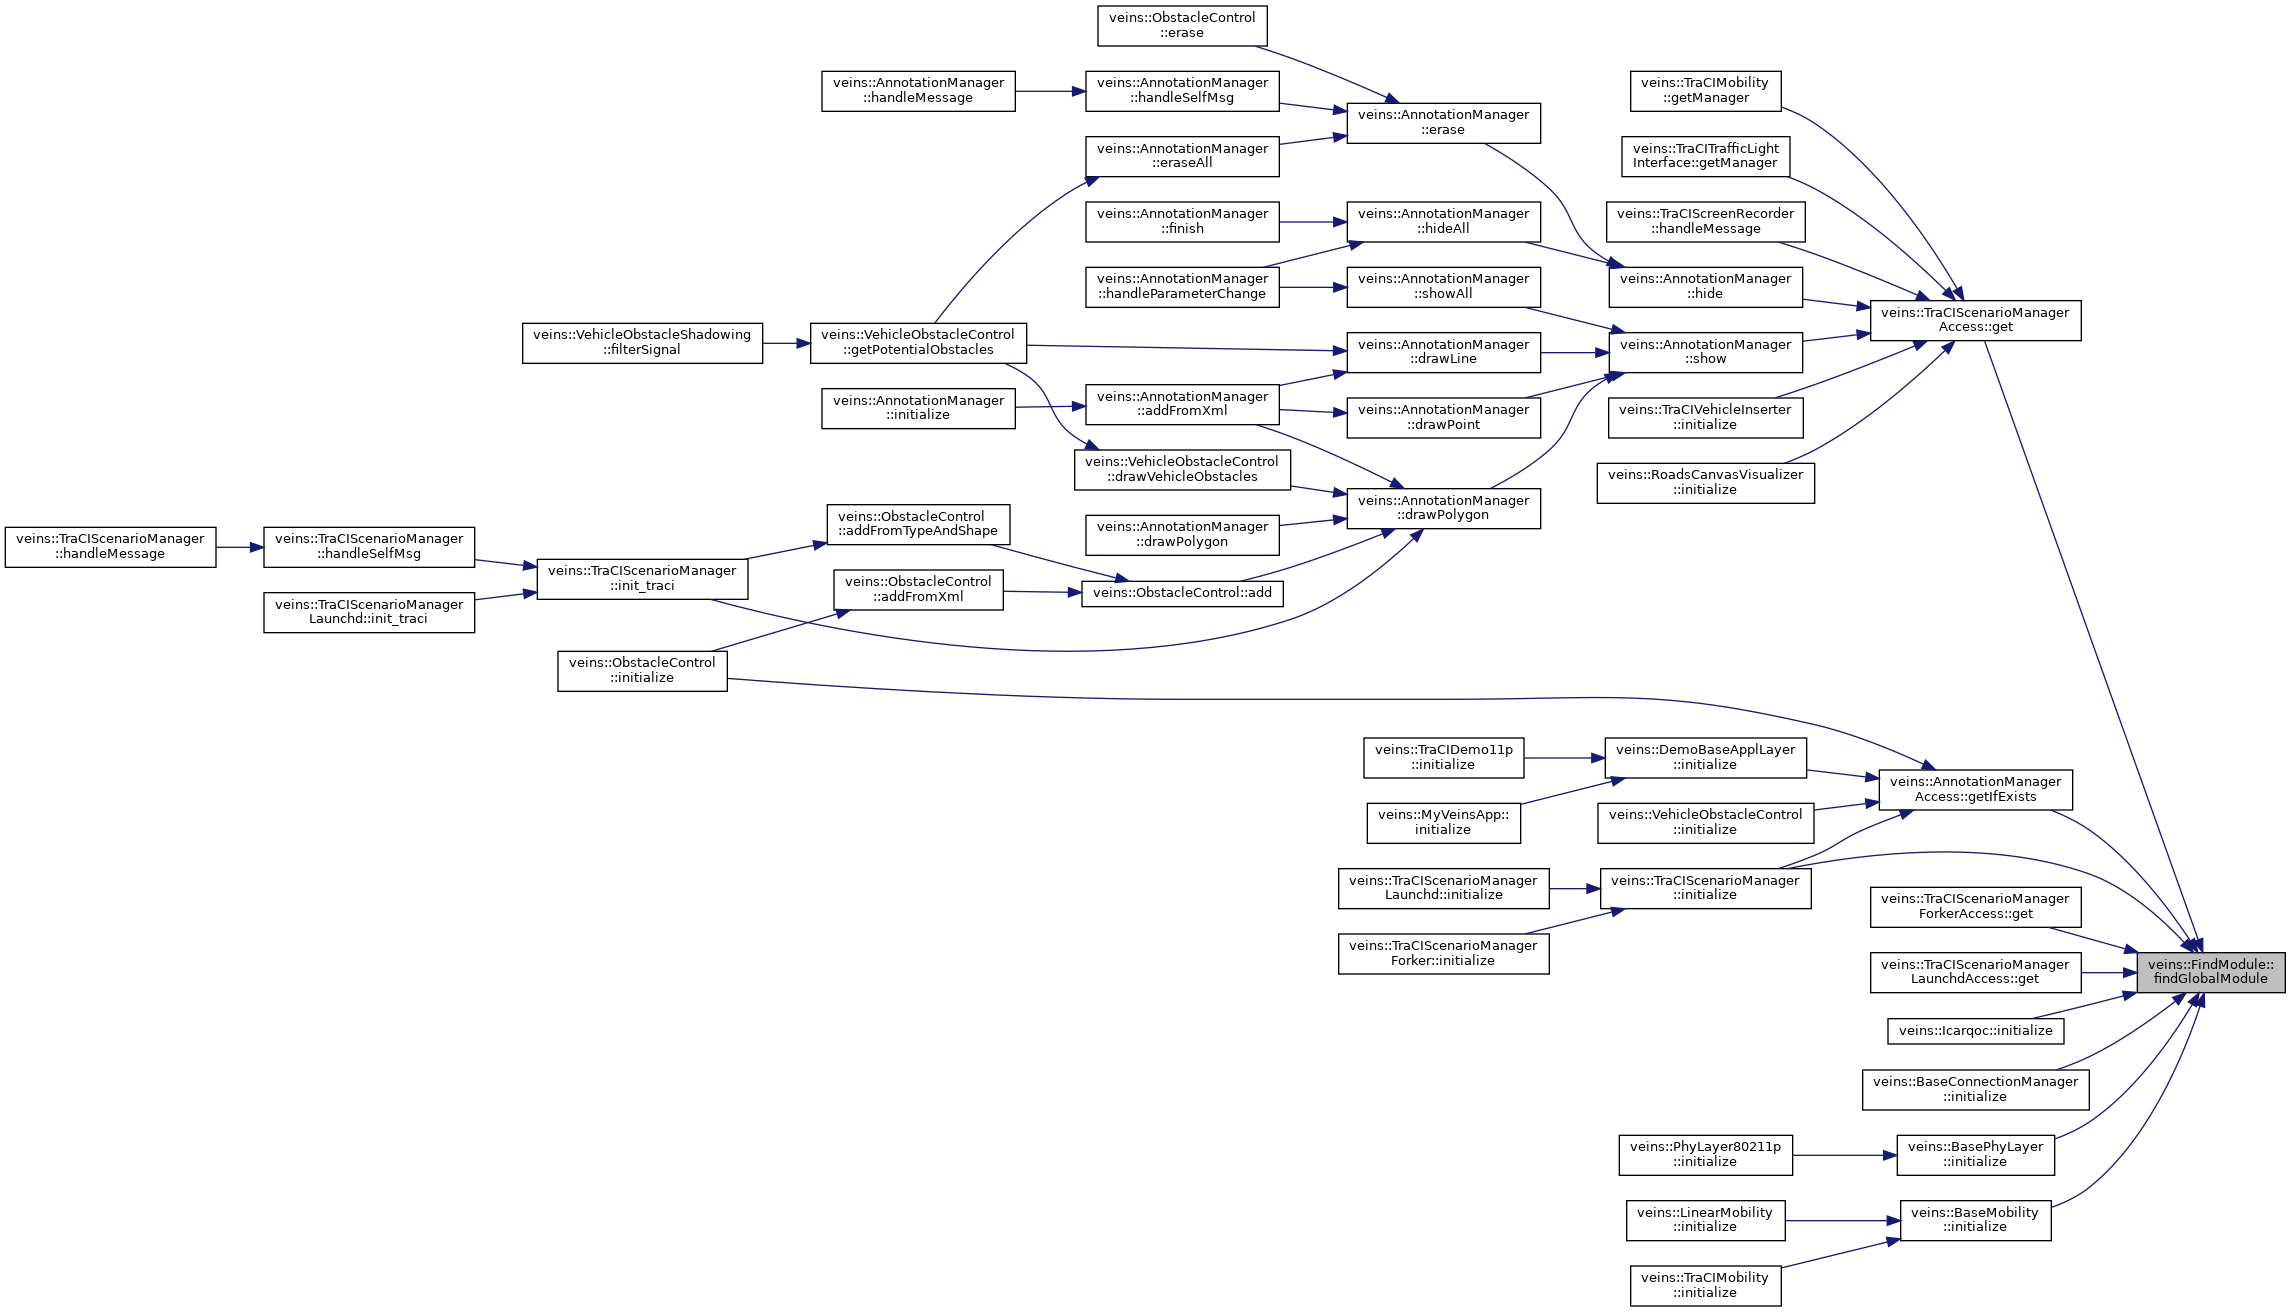 veins::ObstacleControl
::erase
veins::AnnotationManager
::handleMessage
veins::AnnotationManager
::handleSelfMsg
veins::TraCIMobility
::getManager
veins::AnnotationManager
::erase
veins::AnnotationManager
::eraseAll
veins::TraCITrafficLight
Interface::getManager
veins::AnnotationManager
::finish
veins::AnnotationManager
::hideAll
veins::TraCIScreenRecorder
::handleMessage
veins::AnnotationManager
::handleParameterChange
veins::AnnotationManager
::showAll
veins::AnnotationManager
::hide
veins::TraCIScenarioManager
Access::get
veins::VehicleObstacleShadowing
::filterSignal
veins::VehicleObstacleControl
::getPotentialObstacles
veins::AnnotationManager
::drawLine
veins::AnnotationManager
::show
veins::AnnotationManager
::initialize
veins::AnnotationManager
::addFromXml
veins::AnnotationManager
::drawPoint
veins::TraCIVehicleInserter
::initialize
veins::VehicleObstacleControl
::drawVehicleObstacles
veins::RoadsCanvasVisualizer
::initialize
veins::AnnotationManager
::drawPolygon
veins::ObstacleControl
::addFromTypeAndShape
veins::AnnotationManager
::drawPolygon
veins::TraCIScenarioManager
::handleMessage
veins::TraCIScenarioManager
::handleSelfMsg
veins::TraCIScenarioManager
::init_traci
veins::ObstacleControl
::addFromXml
veins::ObstacleControl::add
veins::TraCIScenarioManager
Launchd::init_traci
veins::ObstacleControl
::initialize
veins::TraCIDemo11p
::initialize
veins::DemoBaseApplLayer
::initialize
veins::AnnotationManager
Access::getIfExists
veins::MyVeinsApp::
initialize
veins::VehicleObstacleControl
::initialize
veins::TraCIScenarioManager
Launchd::initialize
veins::TraCIScenarioManager
::initialize
veins::TraCIScenarioManager
ForkerAccess::get
veins::TraCIScenarioManager
Forker::initialize
veins::TraCIScenarioManager
LaunchdAccess::get
veins::FindModule::
findGlobalModule
veins::Icarqoc::initialize
veins::BaseConnectionManager
::initialize
veins::PhyLayer80211p
::initialize
veins::BasePhyLayer
::initialize
veins::LinearMobility
::initialize
veins::BaseMobility
::initialize
veins::TraCIMobility
::initialize